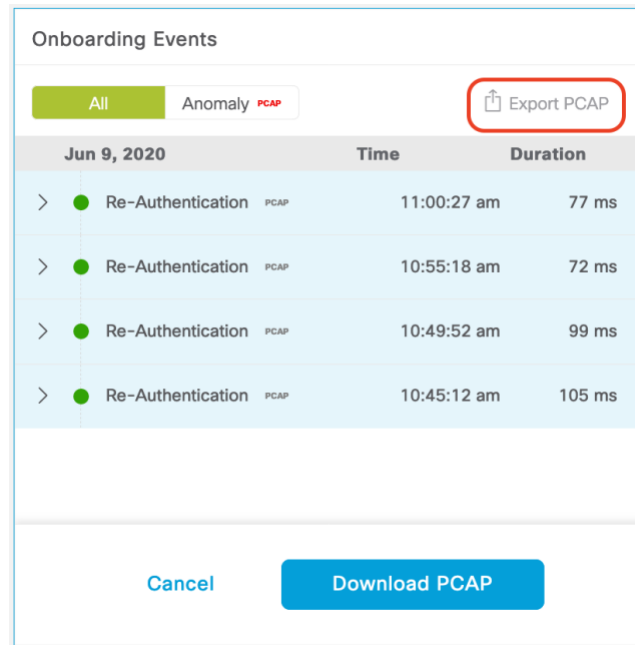 Onboarding Events
All Anomaly PCAP Export PCAP
Jun 9, 2020 Time Duration
Re-Authentication PCAP 11:00:27 am 77 ms
Re-Authentication PCAP 10:55:18 am 72 ms
Re-Authentication PCAP 10:49:52 am 99 ms
Re-Authentication PCAP 10:45:12 am 105 ms
Cancel Download PCAP